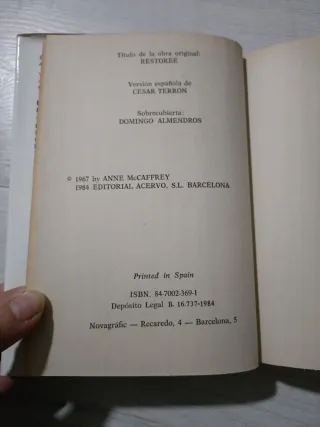 Título de la obra original:
RESTOREE
Versión española de
CESAR TERRON
Sobrecubierta:
DOMINGO ALMENDROS
© 1967 by ANNE McCAFFREY
1984 EDITORIAL ACERVO, S.L. BARCELONA
Printed in Spain
ISBN. 84-7002-369-1
Depósito Legal B. 16.737-1984
Novagràfic — Recaredo, 4 — Barcelona, 5